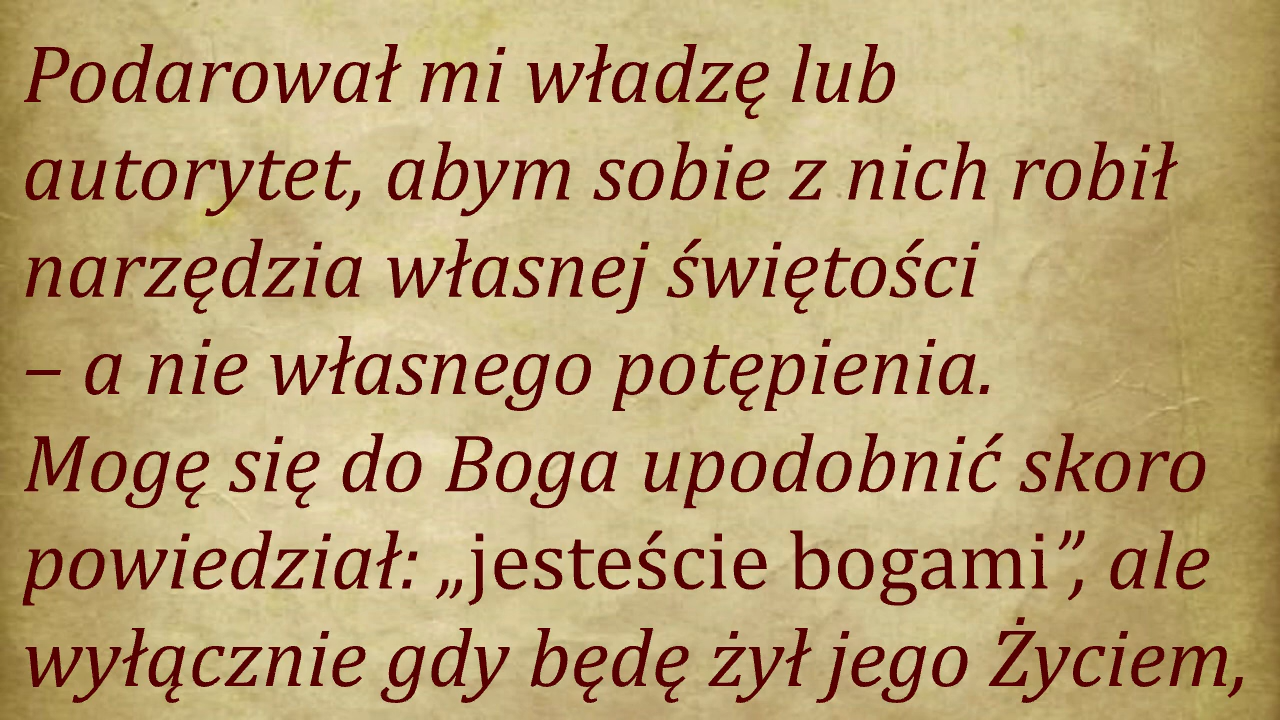 Podarował mi władzę lub
autorytet, abym sobie z nich robił
narzędzia własnej świętości
– a nie własnego potępienia.
Mogę się do Boga upodobnić skoro
powiedział: „jesteście bogami”, ale
wyłącznie gdy będę żył jego Życiem,